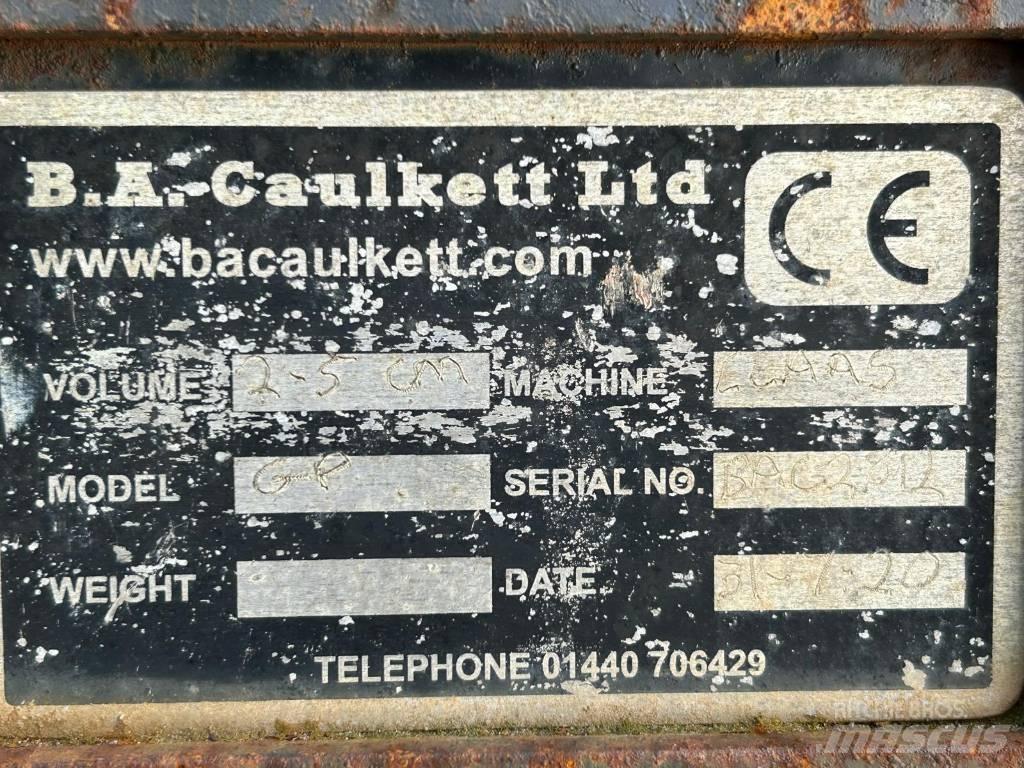 B.A. Caulkett Ltd
CE
www.bacaulkett.com
VOLUME 2-5 cm MACHINE
MODEL GP SERIAL NO.
WEIGHT DATE
TELEPHONE 01440 706429
MASCUS